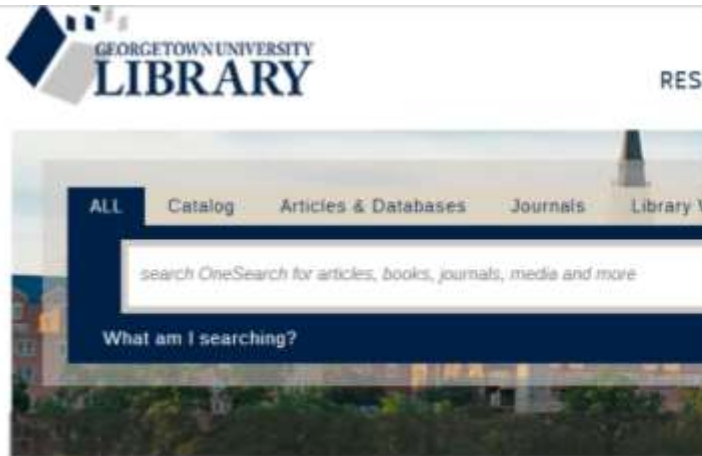 GEORGETOWN UNIVERSITY
LIBRARY
RES
ALL Catalog Articles & Databases Journals Library
search OneSearch for articles, books, journals, media and more
What am I searching?